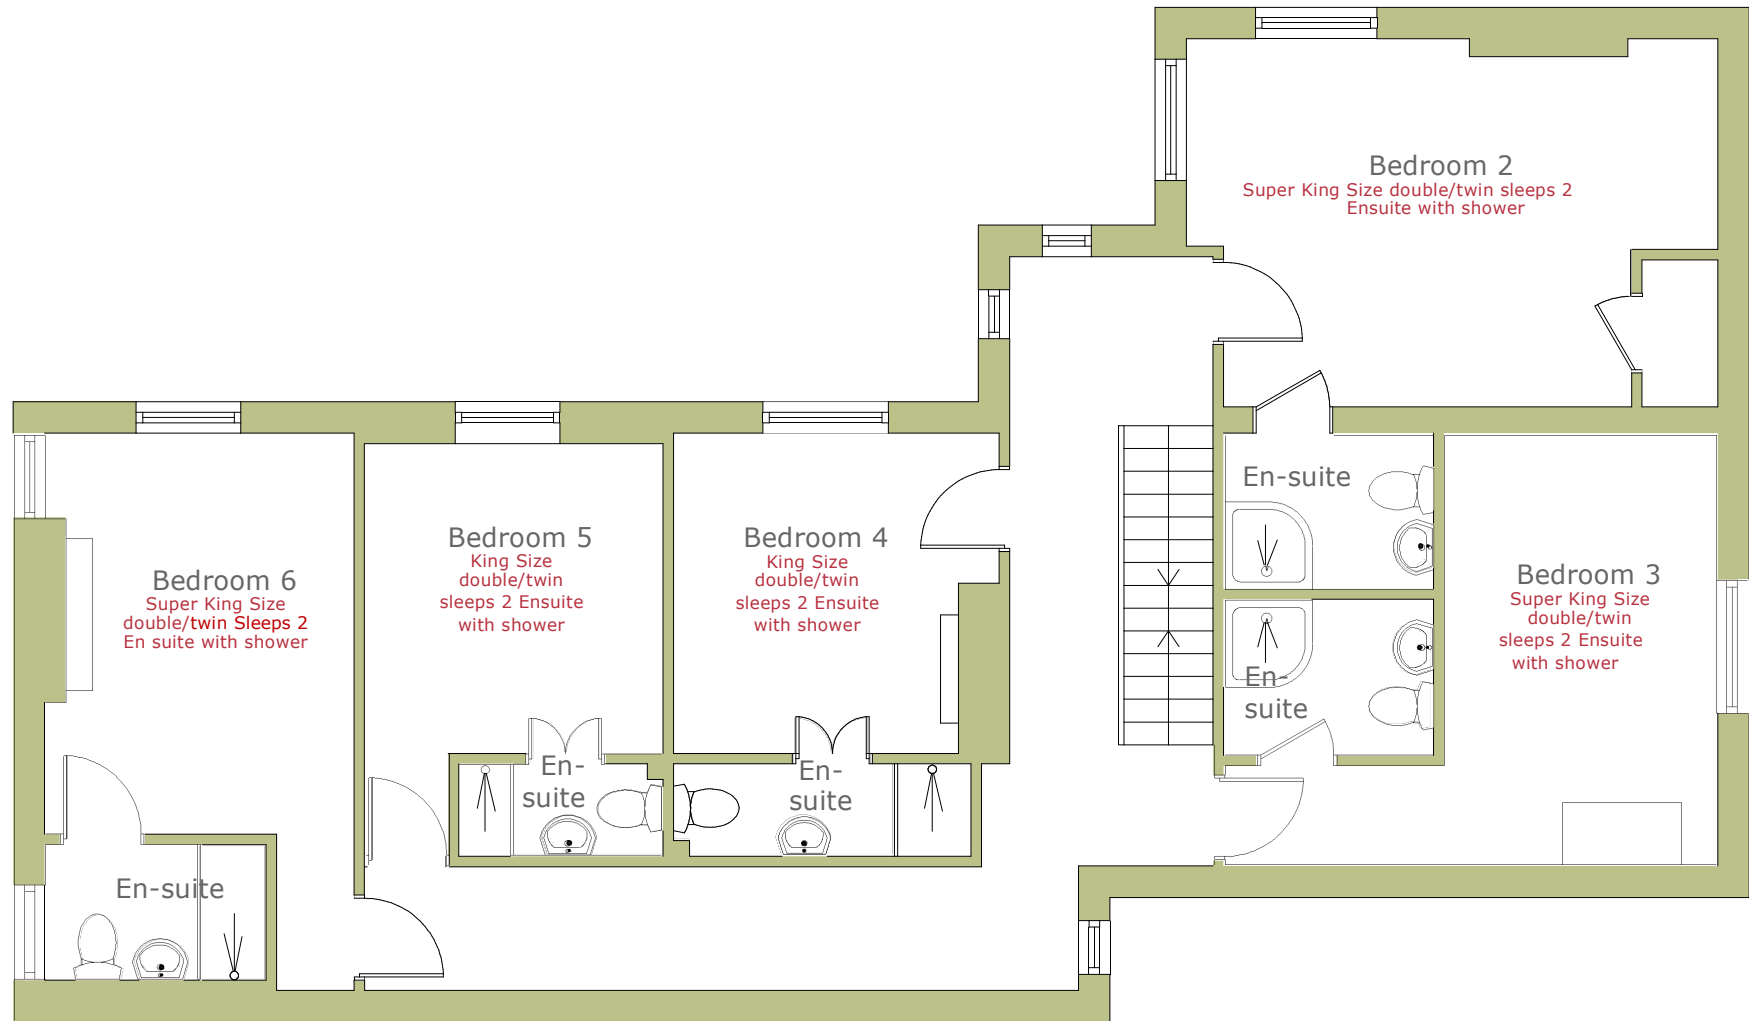 Bedroom 2
Super King Size double/twin sleeps 2
Ensuite with shower
En-suite
Bedroom 5
King Size
double/twin
sleeps 2 Ensuite
with shower
Bedroom 4
King Size
double/twin
sleeps 2 Ensuite
with shower
Bedroom 6
Super King Size
double/twin Sleeps 2
En suite with shower
Bedroom 3
Super King Size
double/twin
sleeps 2 Ensuite
with shower
En-
suite
En-
suite
En-
suite
En-suite